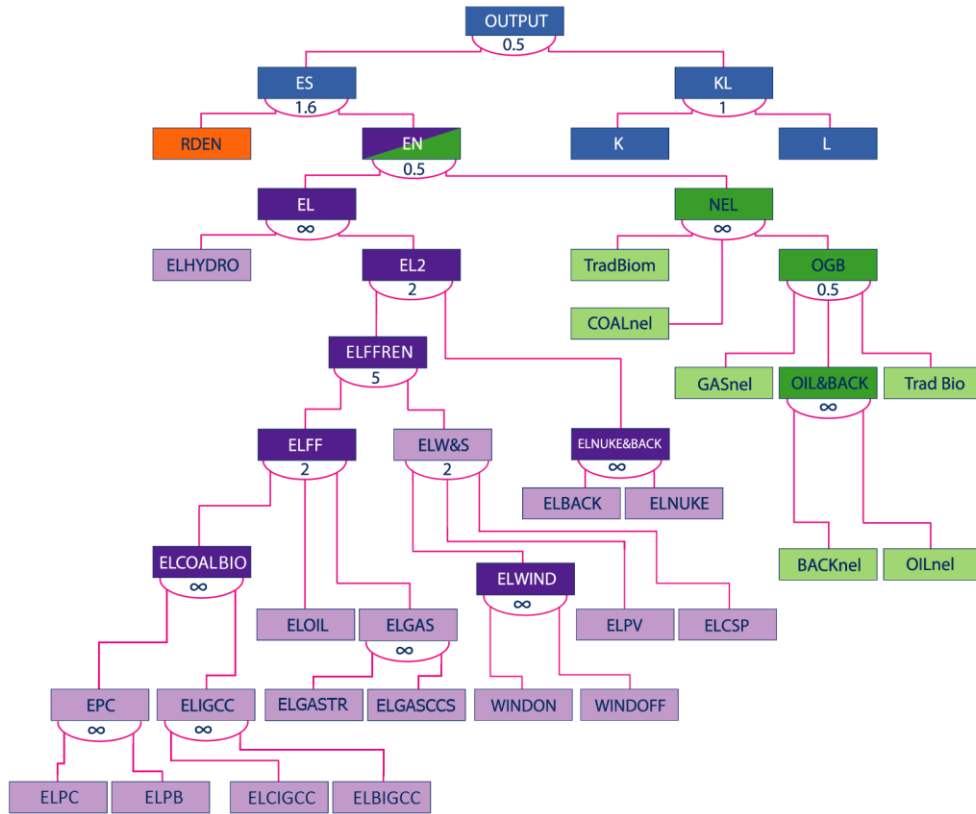 OUTPUT
0.5
ES
KL
1.6
1
RDEN
EN
K
L
0.5
EL
NEL
∞
∞
ELHYDRO
EL2
TradBiom
OGB
2
0.5
COALnel
ELFFREN
5
GASnel
OIL&BACK
Trad Bio
∞
ELFF
ELW&S
ELNUKE&BACK
2
2
∞
ELBACK
ELNUKE
ELCOALBIO
BACKnel
OILnel
∞
ELWIND
∞
ELOIL
ELGAS
ELPV
ELCSP
∞
EPC
ELIGCC
ELGASTR
ELGASCCS
WINDON
WINDOFF
∞
∞
ELPC
ELPB
ELCIGCC
ELBIGCC